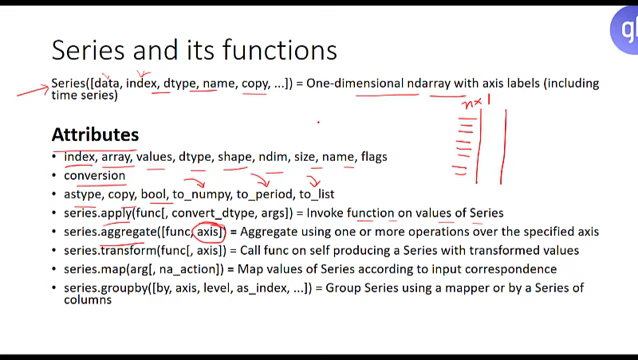 Series and its functions
Series([data, index, dtype, name, copy, ...]) = One-dimensional ndarray with axis labels (including
time series)
n×1
Attributes
• index, array, values, dtype, shape, ndim, size, name, flags
• conversion
• astype, copy, bool, to_numpy, to_period, to_list
• series.apply(func[, convert_dtype, args]) = Invoke function on values of Series
• series.aggregate([func, axis]) = Aggregate using one or more operations over the specified axis
• series.transform(func[, axis]) = Call func on self producing a Series with transformed values
• series.map(arg[, na_action]) = Map values of Series according to input correspondence
• series.groupby([by, axis, level, as_index, ...]) = Group Series using a mapper or by a Series of
columns